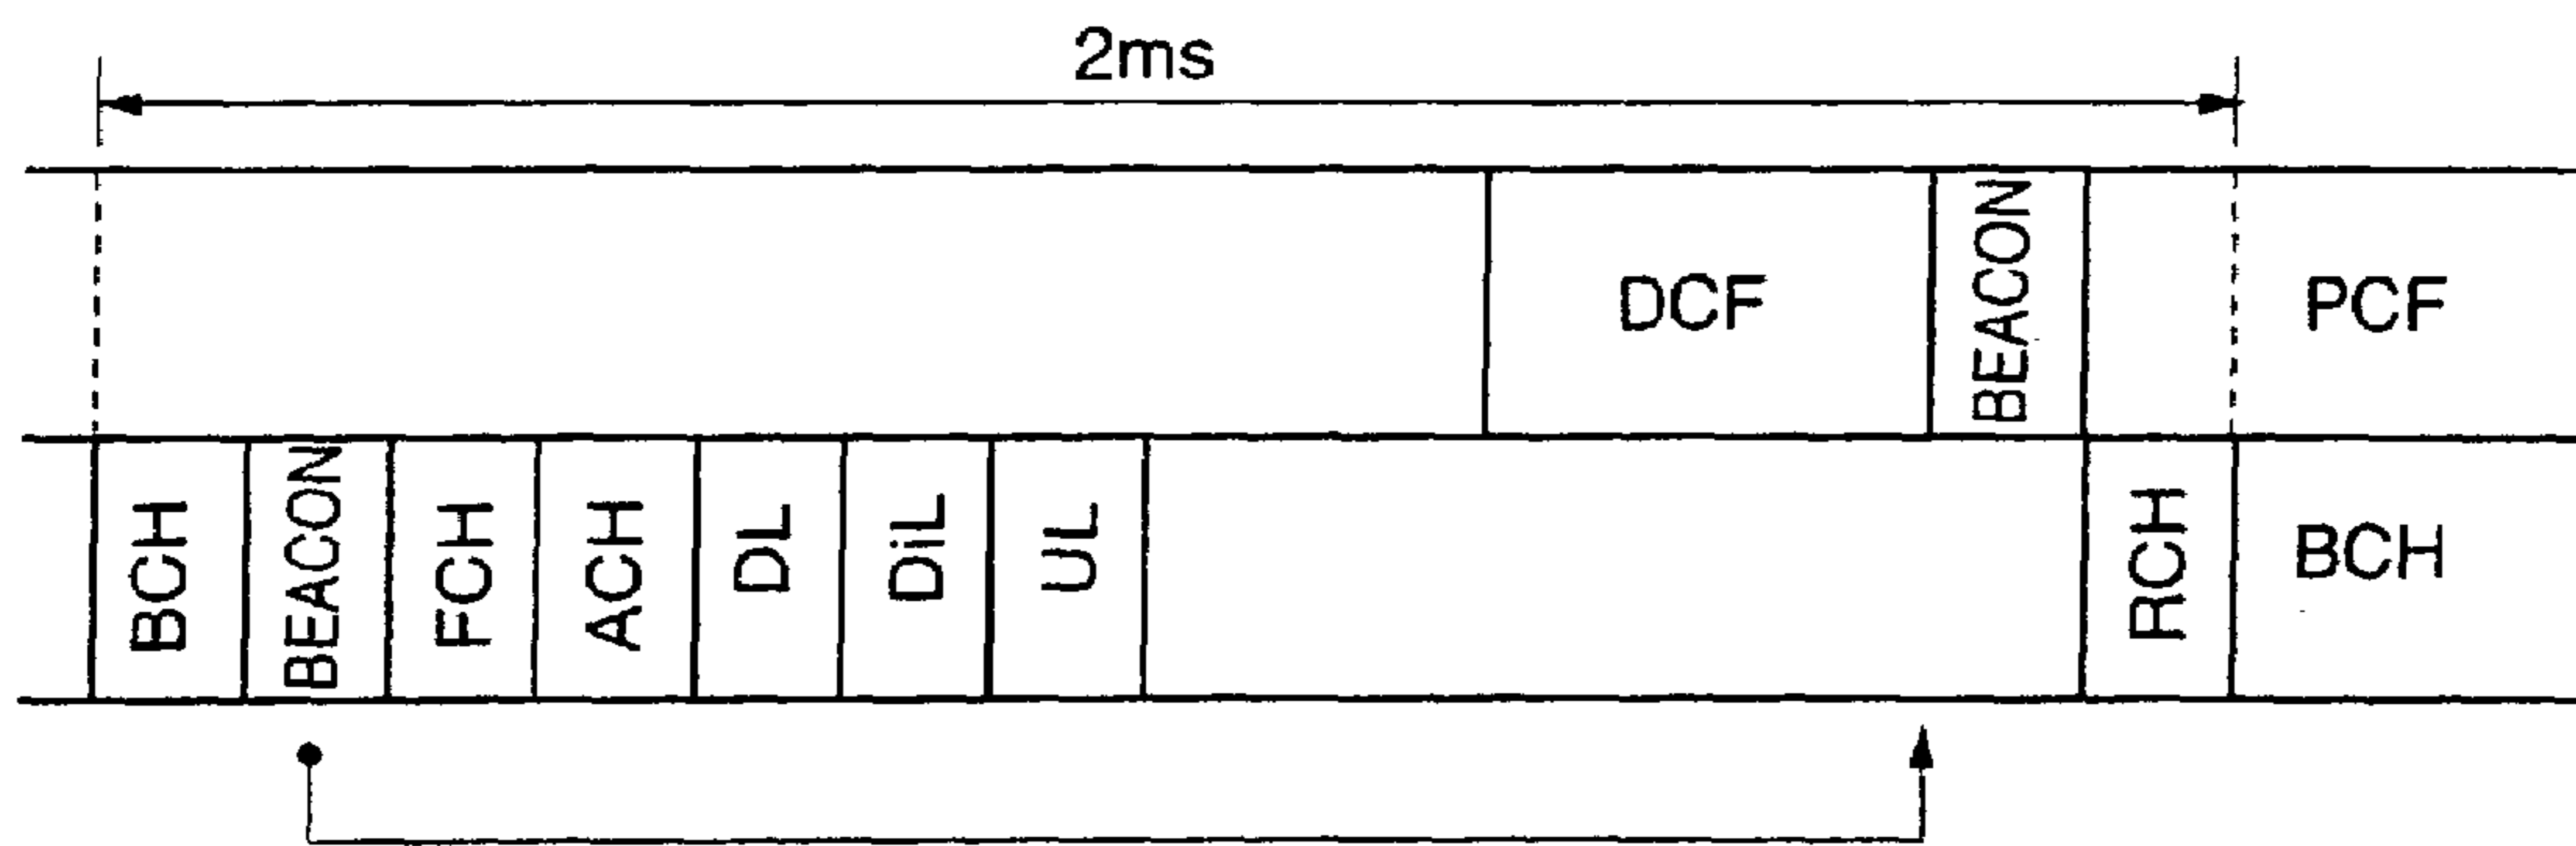 2ms
DCF
BEACON
PCF
BCH
BEACON
FCH
ACH
DL
DiL
UL
RCH
BCH